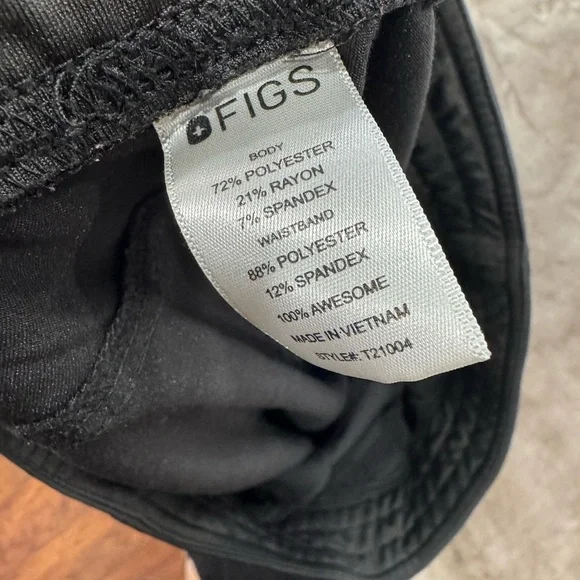 FIGS
BODY
72% POLYESTER
21% RAYON
7% SPANDEX
WAISTBAND
88% POLYESTER
12% SPANDEX
100% AWESOME
MADE IN VIETNAM
STYLE#: T21004